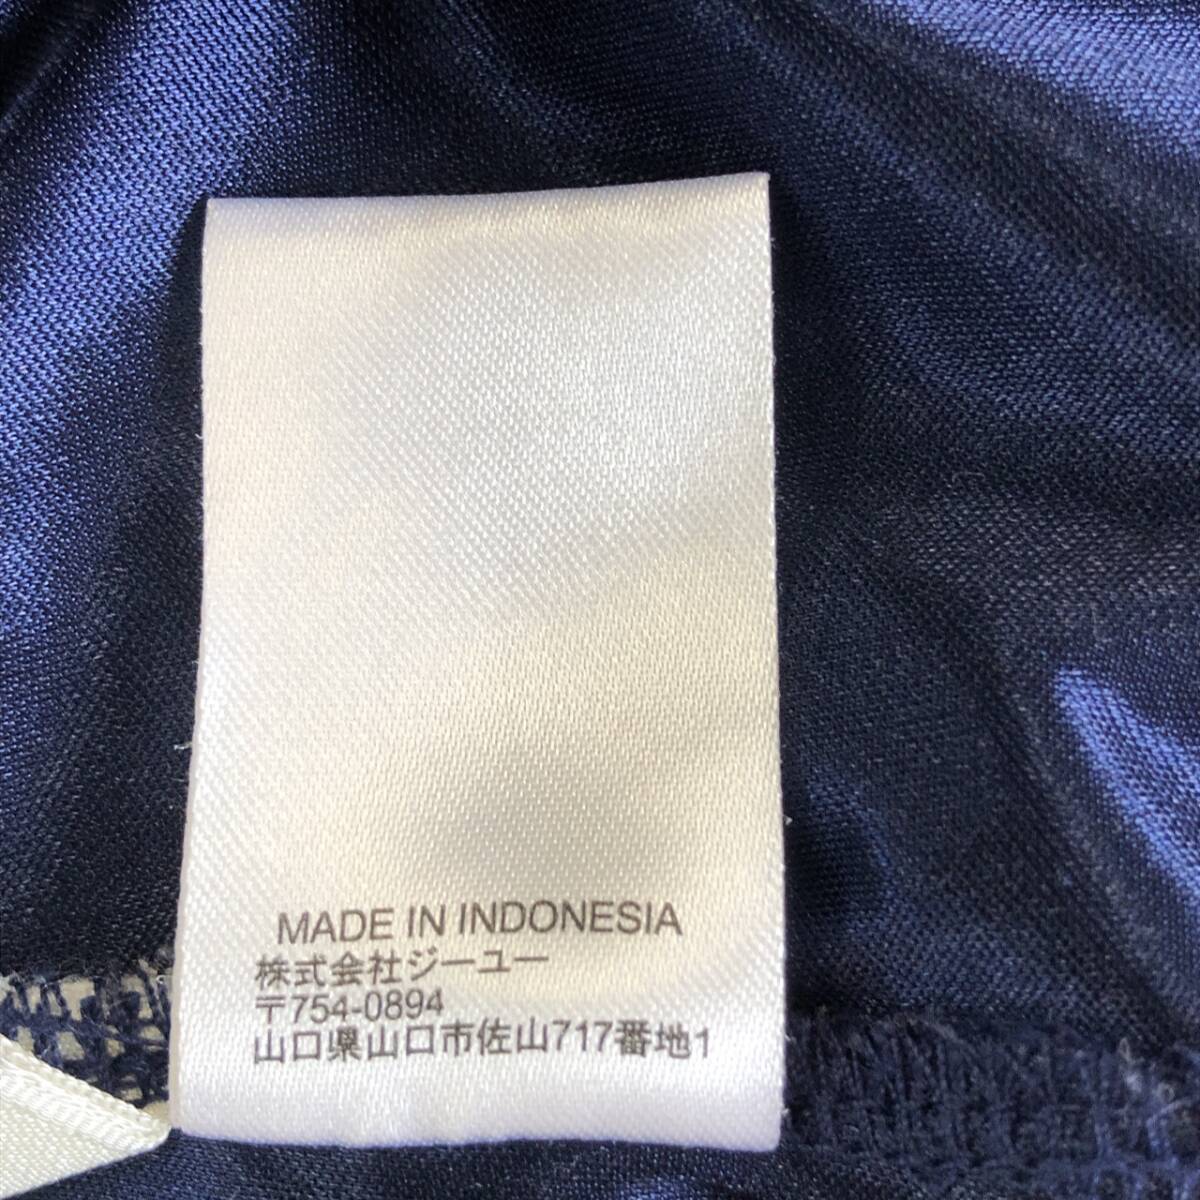 MADE IN INDONESIA
株式会社ジーユー
〒754-0894
山口県山口市佐山717番地1